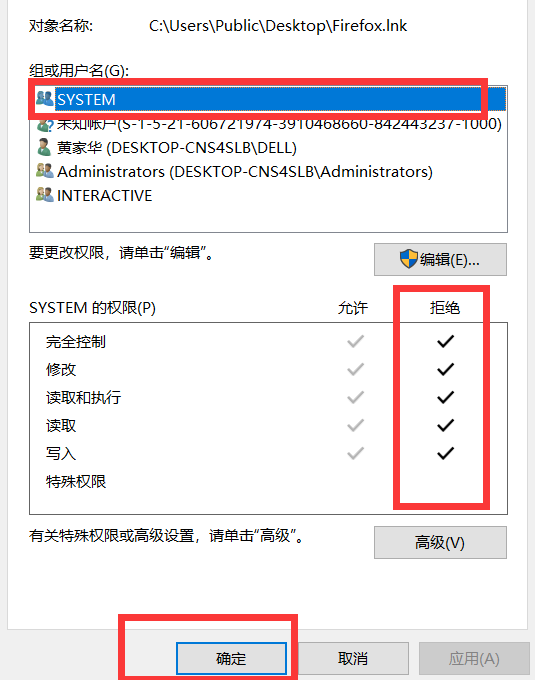 对象名称: C:\Users\Public\Desktop\Firefox.lnk
组或用户名(G):
SYSTEM
未知帐户(S-1-5-21-606721974-3910468660-842443237-1000)
黄家华 (DESKTOP-CNS4SLB\DELL)
Administrators (DESKTOP-CNS4SLB\Administrators)
INTERACTIVE
要更改权限，请单击“编辑”。 编辑(E)...
SYSTEM 的权限(P) 允许 拒绝
完全控制
修改
读取和执行
读取
写入
特殊权限
有关特殊权限或高级设置，请单击“高级”。 高级(V)
确定 取消 应用(A)